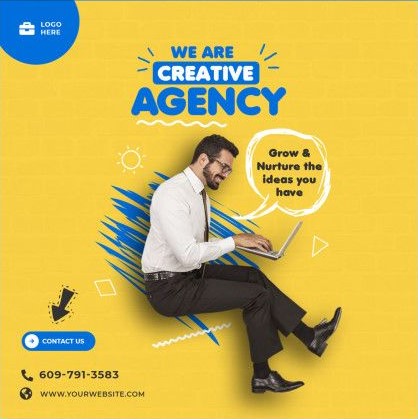 LOGO
HERE
WE ARE
CREATIVE
AGENCY
Grow &
Nurture the
ideas you
have
CONTACT US
609-791-3583
WWW.YOURWEBSITE.COM